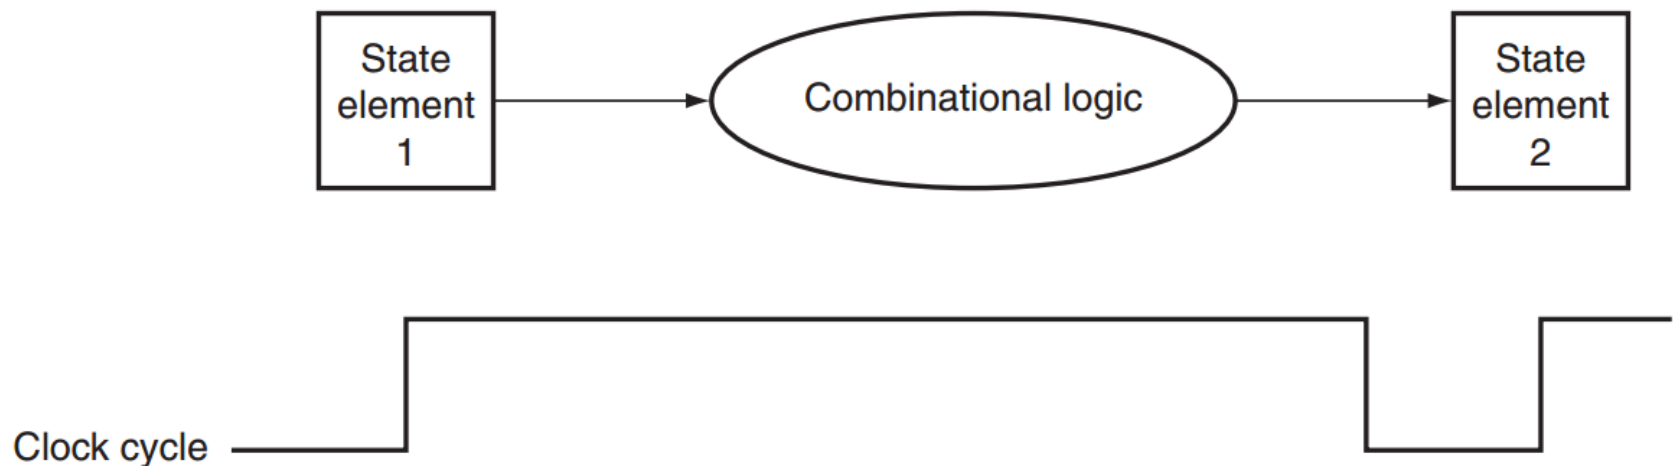 State
element
1
Combinational logic
State
element
2
Clock cycle